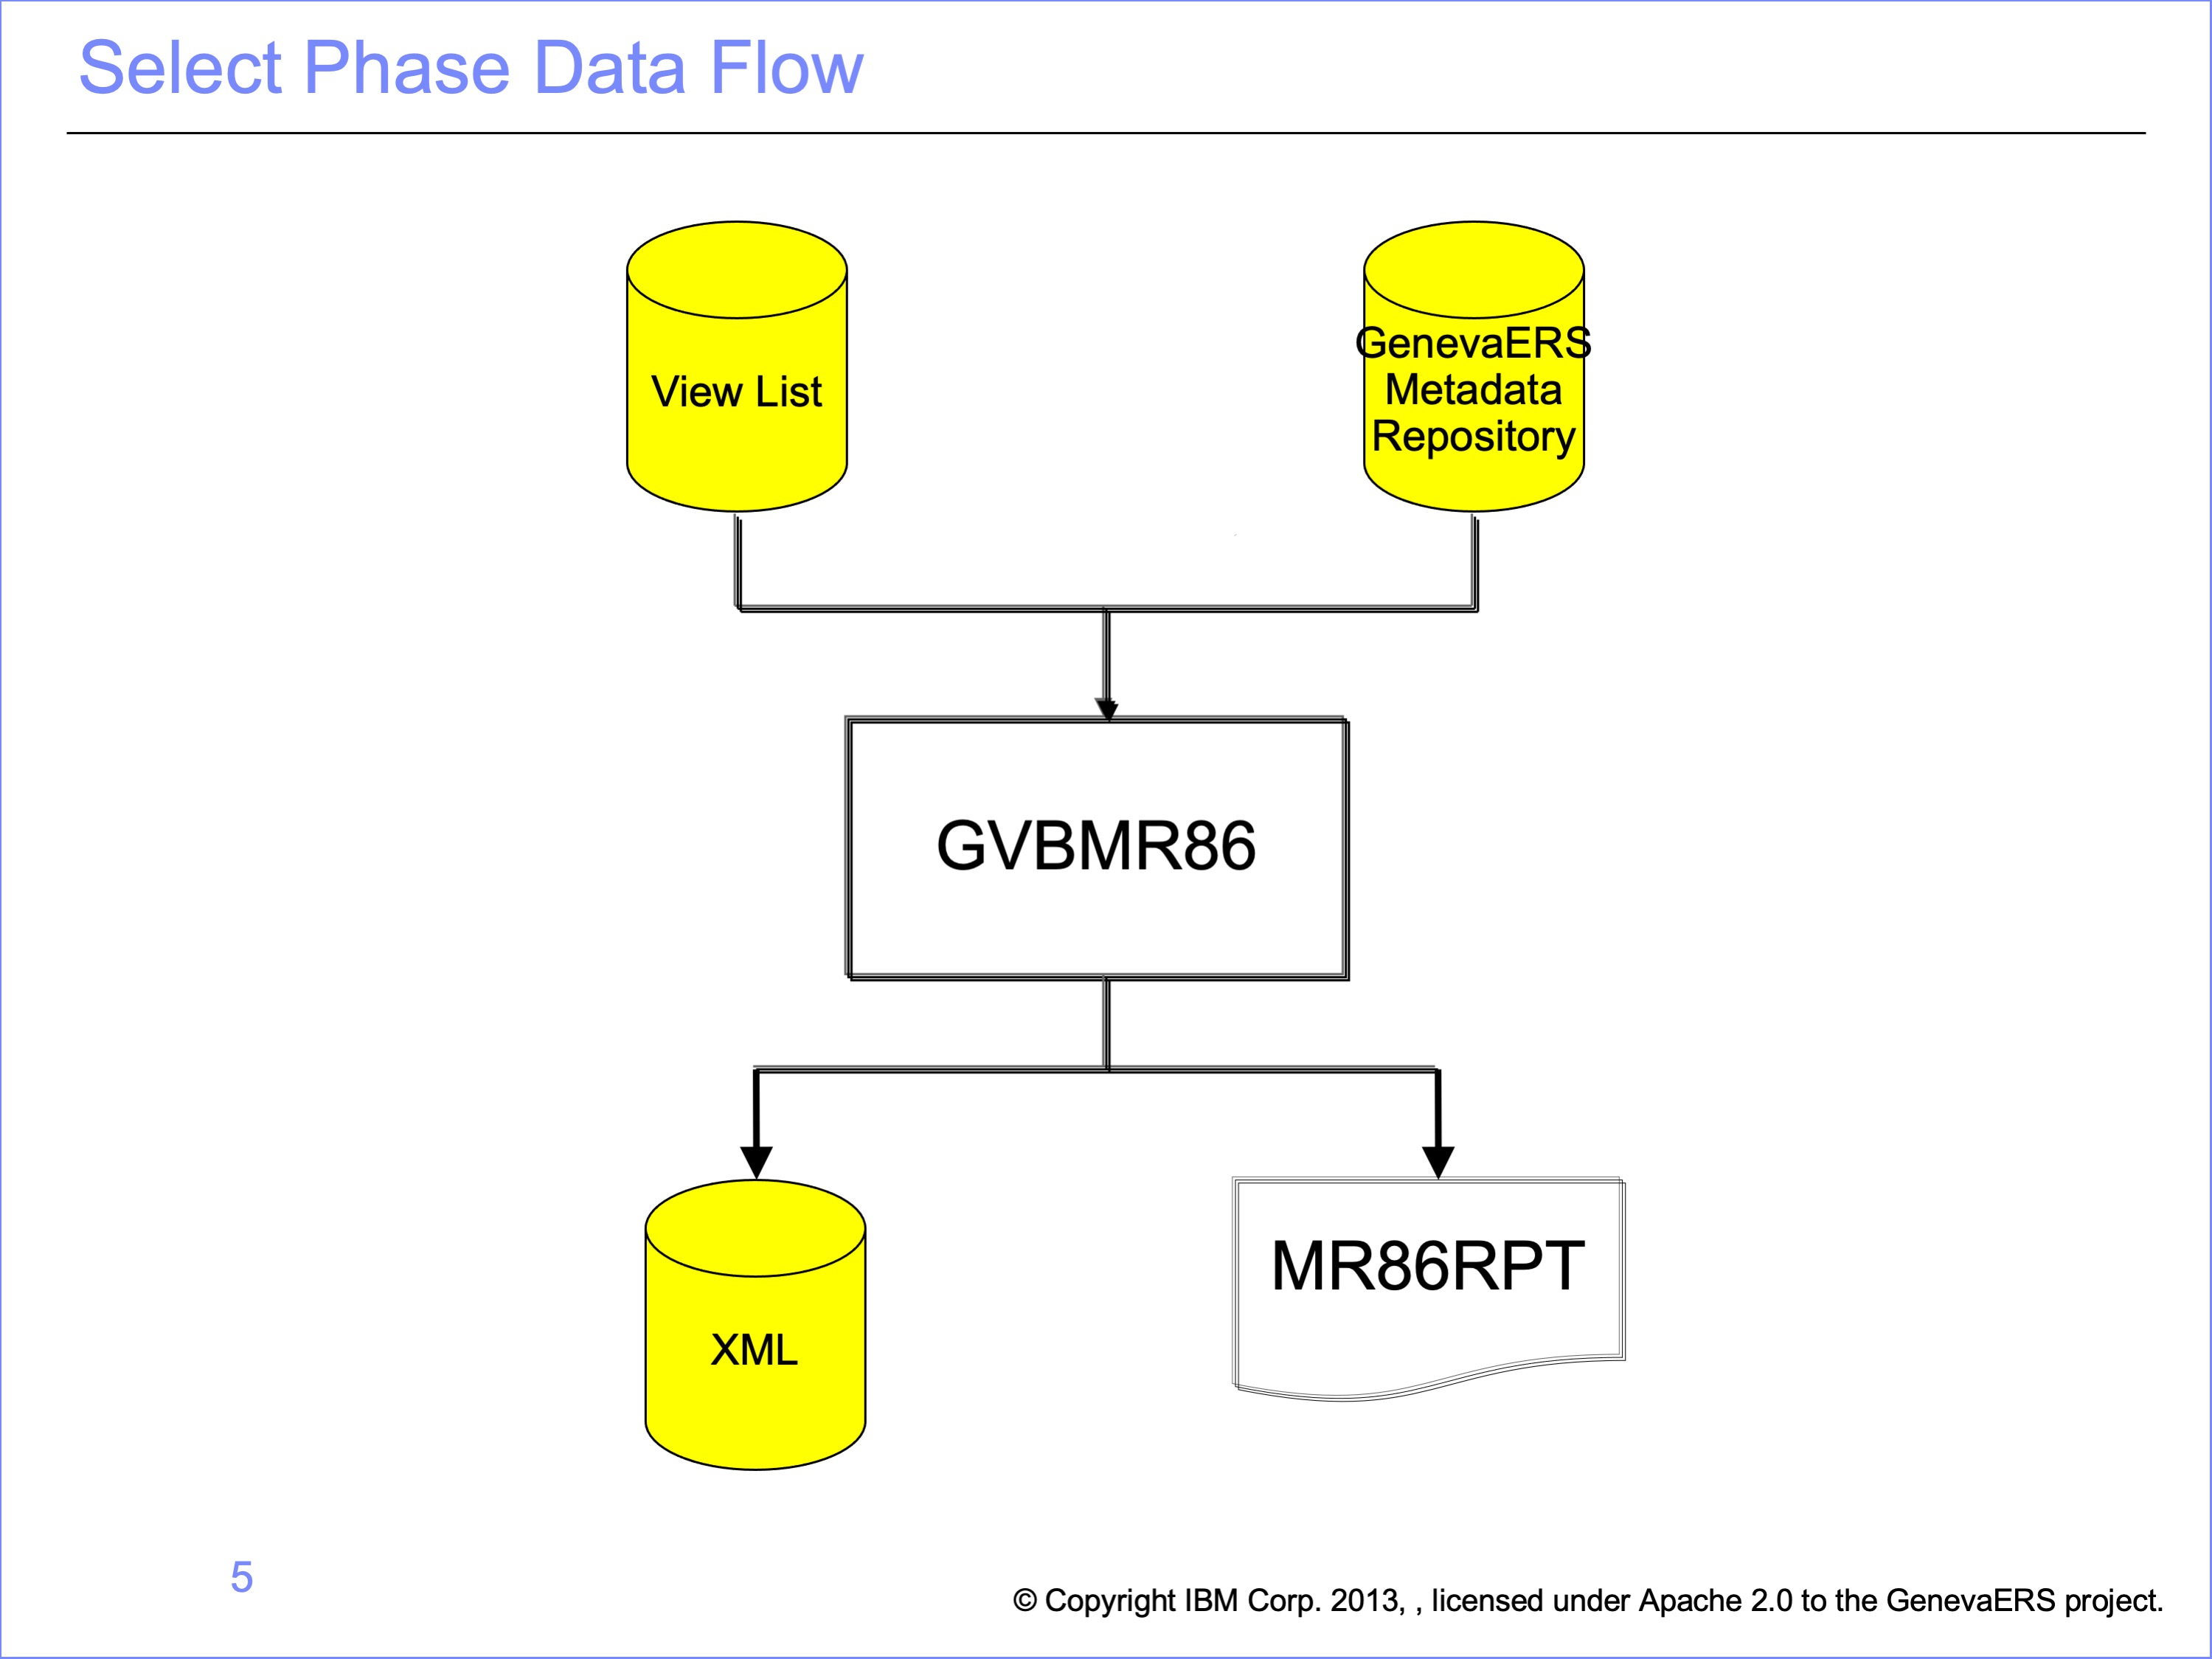 Select Phase Data Flow
View List
GenevaERS
Metadata
Repository
GVBMR86
XML
MR86RPT
5
© Copyright IBM Corp. 2013, , licensed under Apache 2.0 to the GenevaERS project.